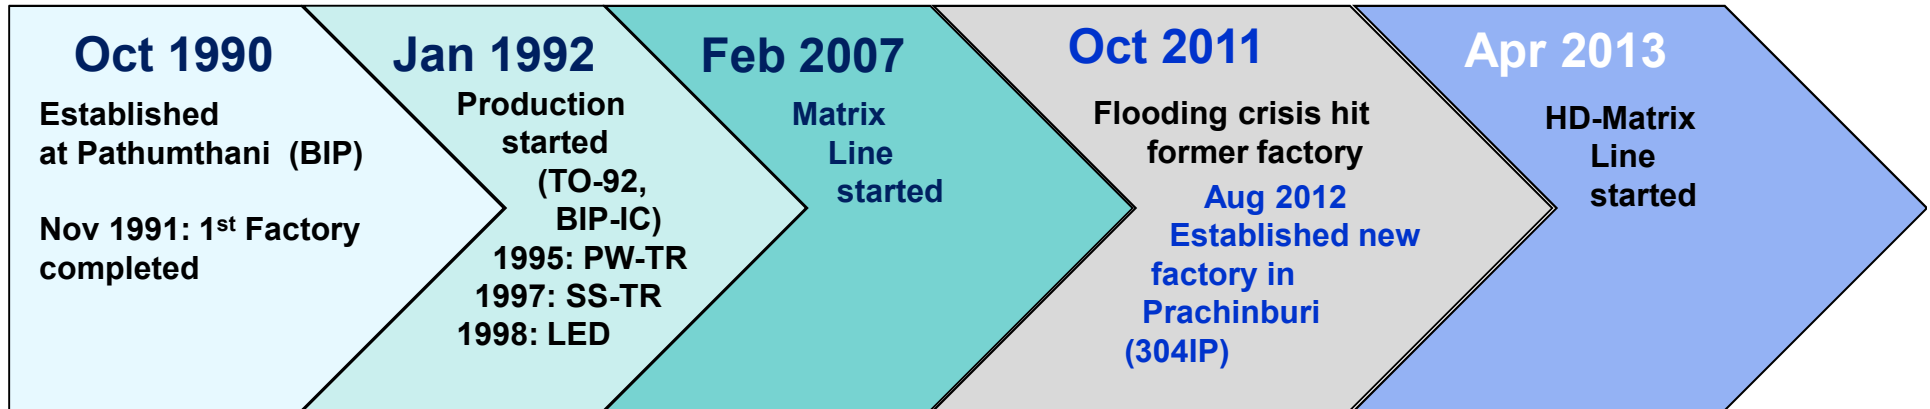 Oct 1990
Established
at Pathumthani (BIP)
Nov 1991: 1st Factory
completed
Jan 1992
Production
started
(TO-92,
BIP-IC)
1995: PW-TR
1997: SS-TR
1998: LED
Feb 2007
Matrix
Line
started
Oct 2011
Flooding crisis hit
former factory
Aug 2012
Established new
factory in
Prachinburi
(304IP)
Apr 2013
HD-Matrix
Line
started